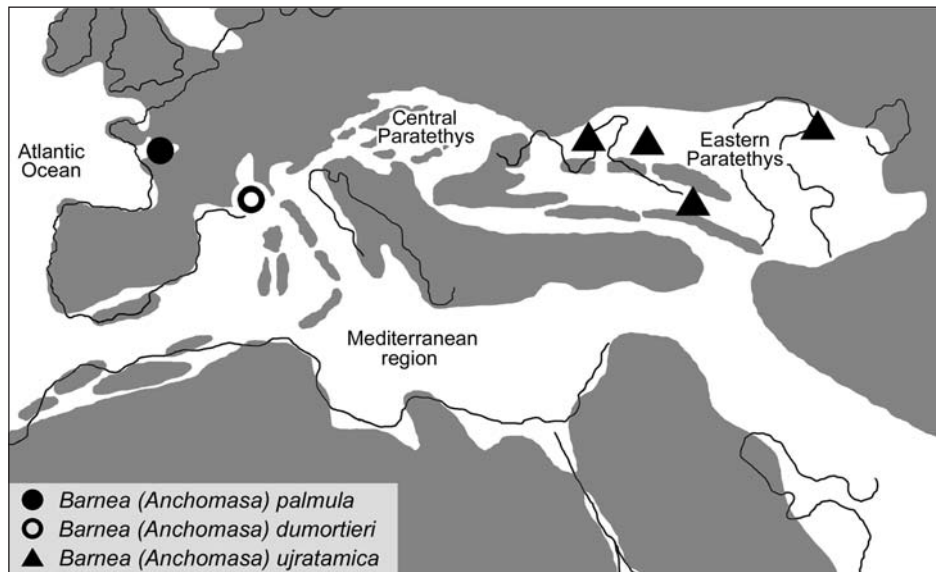 Central
Paratethys
Eastern
Paratethys
Atlantic
Ocean
Mediterranean
region
Barnea (Anchomasa) palmula
Barnea (Anchomasa) dumortieri
Barnea (Anchomasa) ujratamica